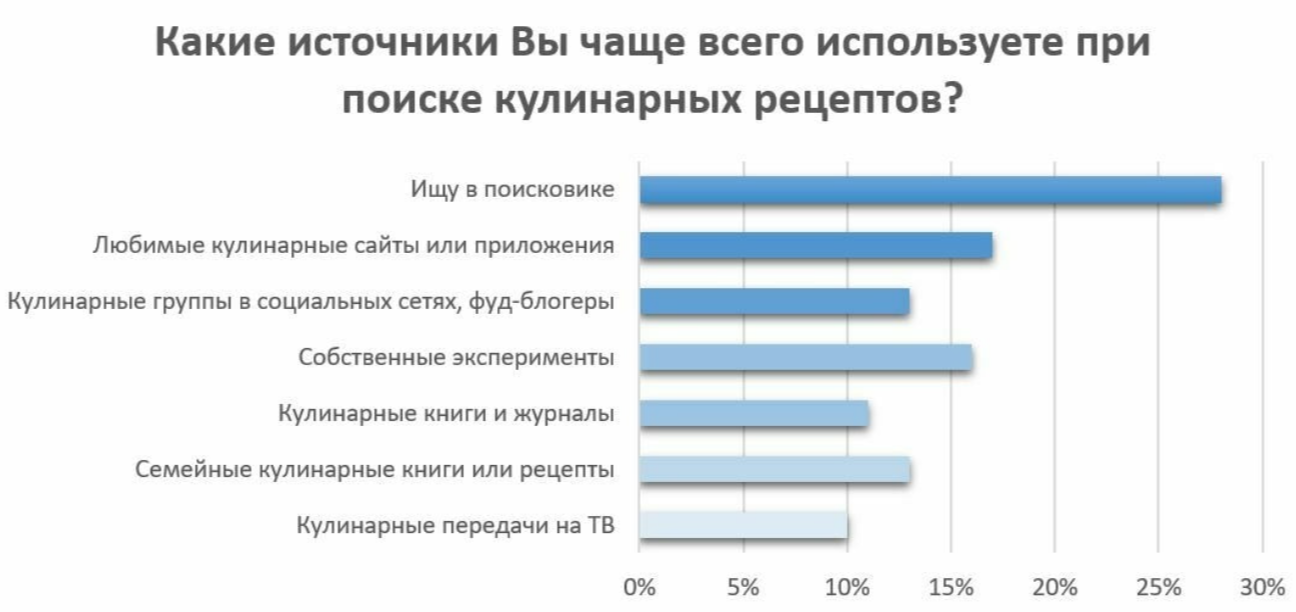 Какие источники Вы чаще всего используете при
поиске кулинарных рецептов?
Ищу в поисковике
Любимые кулинарные сайты или приложения
Кулинарные группы в социальных сетях, фуд-блогеры
Собственные эксперименты
Кулинарные книги и журналы
Семейные кулинарные книги или рецепты
Кулинарные передачи на ТВ
0% 5% 10% 15% 20% 25% 30%